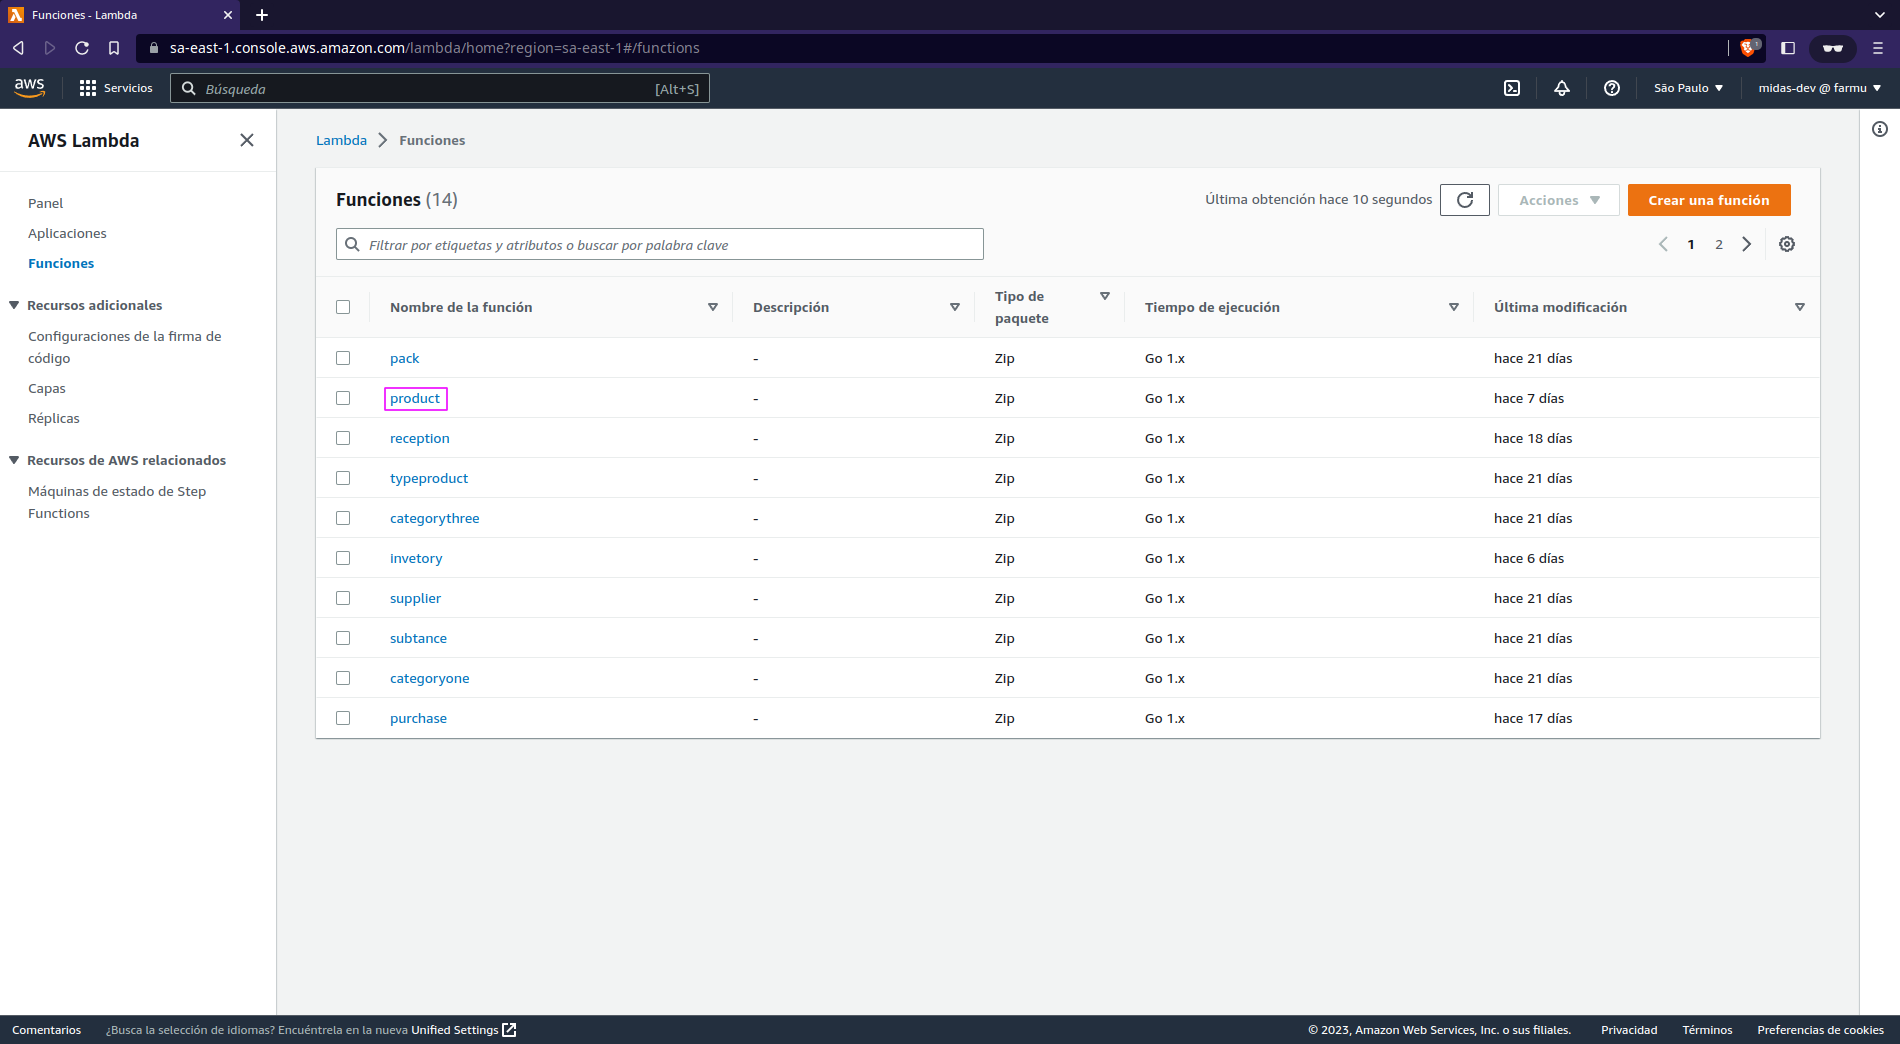 Funciones - Lambda
sa-east-1.console.aws.amazon.com/lambda/home?region=sa-east-1#/functions
1
aws
Servicios
Búsqueda
[Alt+S]
São Paulo
midas-dev @ farmu
AWS Lambda
Panel
Aplicaciones
Funciones
Recursos adicionales
Configuraciones de la firma de
código
Capas
Réplicas
Recursos de AWS relacionados
Máquinas de estado de Step
Functions
Lambda
Funciones
Funciones (14)
Última obtención hace 10 segundos
Acciones
Crear una función
Filtrar por etiquetas y atributos o buscar por palabra clave
1 2
Nombre de la función Descripción Tipo de paquete Tiempo de ejecución Última modificación
pack - Zip Go 1.x hace 21 días
product - Zip Go 1.x hace 7 días
reception - Zip Go 1.x hace 18 días
typeproduct - Zip Go 1.x hace 21 días
categorythree - Zip Go 1.x hace 21 días
invetory - Zip Go 1.x hace 6 días
supplier - Zip Go 1.x hace 21 días
subtance - Zip Go 1.x hace 21 días
categoryone - Zip Go 1.x hace 21 días
purchase - Zip Go 1.x hace 17 días
Comentarios ¿Busca la selección de idiomas? Encuéntrela en la nueva Unified Settings © 2023, Amazon Web Services, Inc. o sus filiales. Privacidad Términos Preferencias de cookies